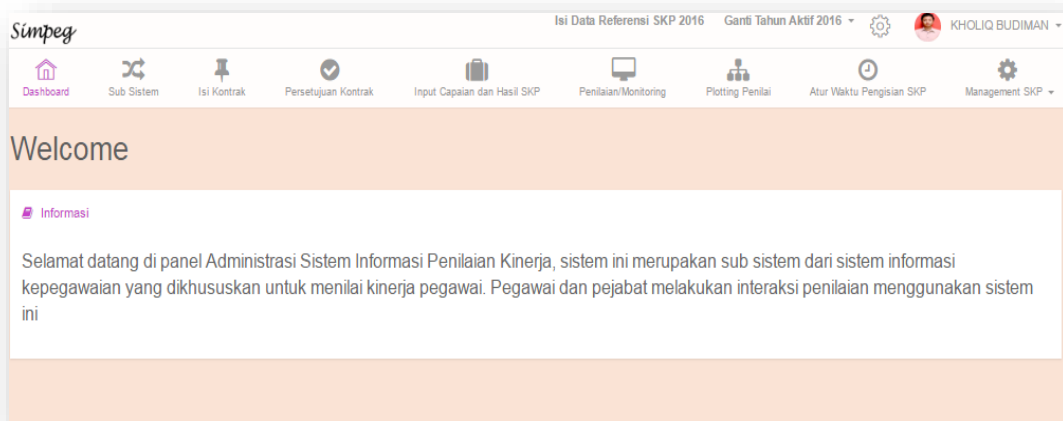 Simpeg
Isi Data Referensi SKP 2016 Ganti Tahun Aktif 2016 KHOLIQ BUDIMAN
Dashboard Sub Sistem Isi Kontrak Persetujuan Kontrak Input Capaian dan Hasil SKP Penilaian/Monitoring Plotting Penilai Atur Waktu Pengisian SKP Management SKP
Welcome
Informasi
Selamat datang di panel Administrasi Sistem Informasi Penilaian Kinerja, sistem ini merupakan sub sistem dari sistem informasi
kepegawaian yang dikhususkan untuk menilai kinerja pegawai. Pegawai dan pejabat melakukan interaksi penilaian menggunakan sistem
ini